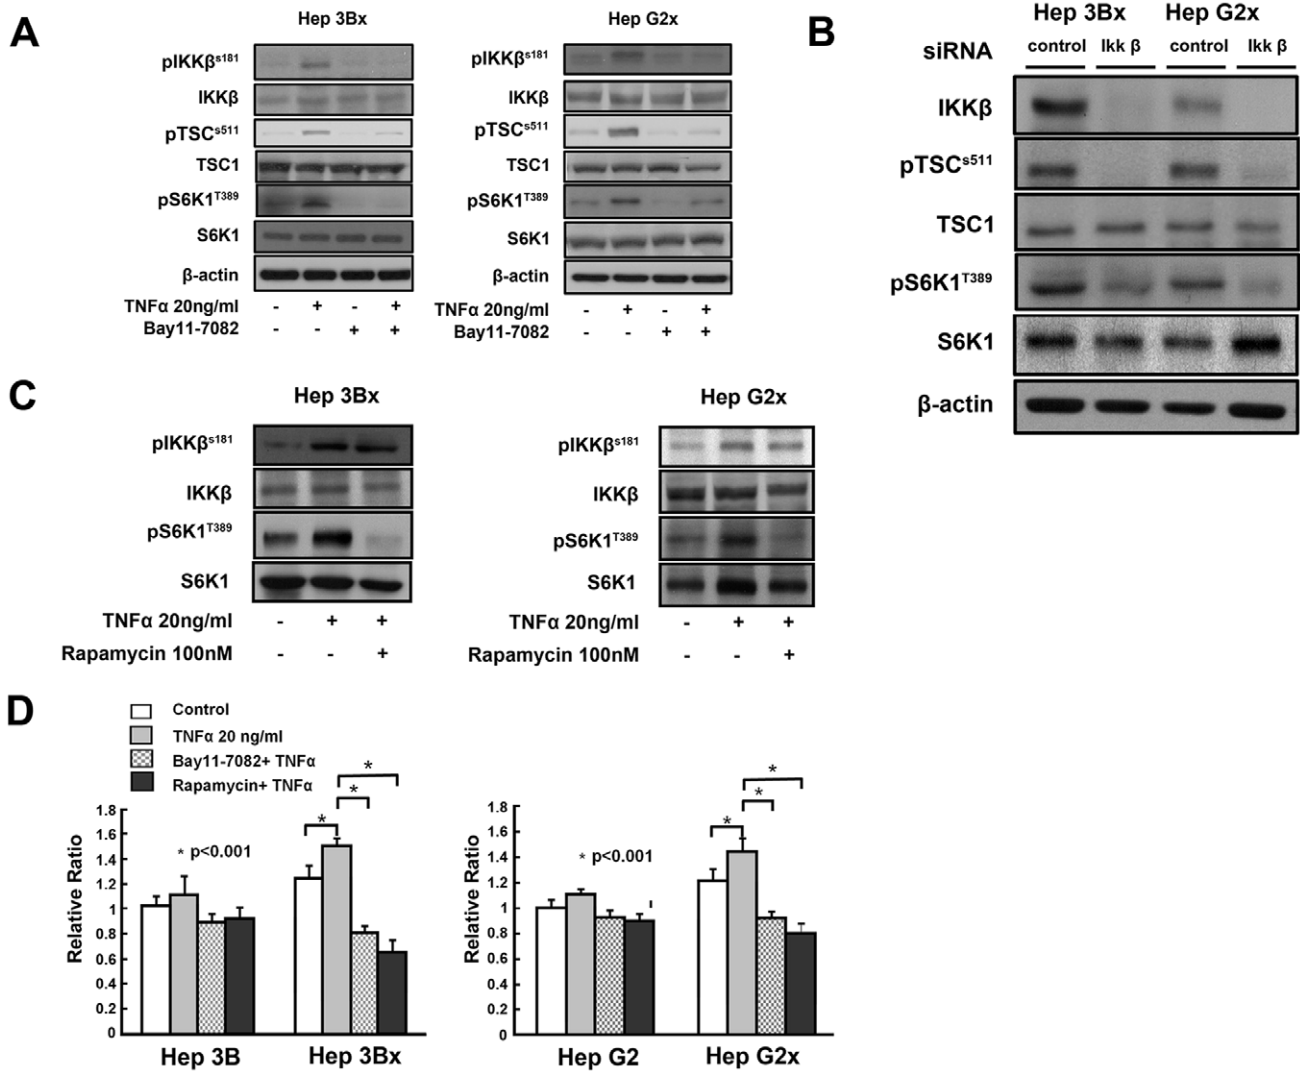 A
Hep 3Bx
pIKKβs181
IKKβ
pTSCs511
TSC1
pS6K1T389
S6K1
β-actin
TNFα 20ng/ml - + - +
Bay11-7082 - - + +
Hep G2x
pIKKβs181
IKKβ
pTSCs511
TSC1
pS6K1T389
S6K1
β-actin
TNFα 20ng/ml - + - +
Bay11-7082 - - + +
B
Hep 3Bx Hep G2x
siRNA control Ikk β control Ikk β
IKKβ
pTSCs511
TSC1
pS6K1T389
S6K1
β-actin
C
Hep 3Bx
pIKKβs181
IKKβ
pS6K1T389
S6K1
TNFα 20ng/ml - + +
Rapamycin 100nM - - +
Hep G2x
pIKKβs181
IKKβ
pS6K1T389
S6K1
TNFα 20ng/ml - + +
Rapamycin 100nM - - +
D
Control
TNFα 20 ng/ml
Bay11-7082+ TNFα
Rapamycin+ TNFα
Relative Ratio
1.8
1.6
1.4
1.2
1
0.8
0.6
0.4
0.2
0
* p<0.001
*
*
*
Hep 3B Hep 3Bx
Relative Ratio
1.8
1.6
1.4
1.2
1
0.8
0.6
0.4
0.2
0
* p<0.001
*
*
*
Hep G2 Hep G2x